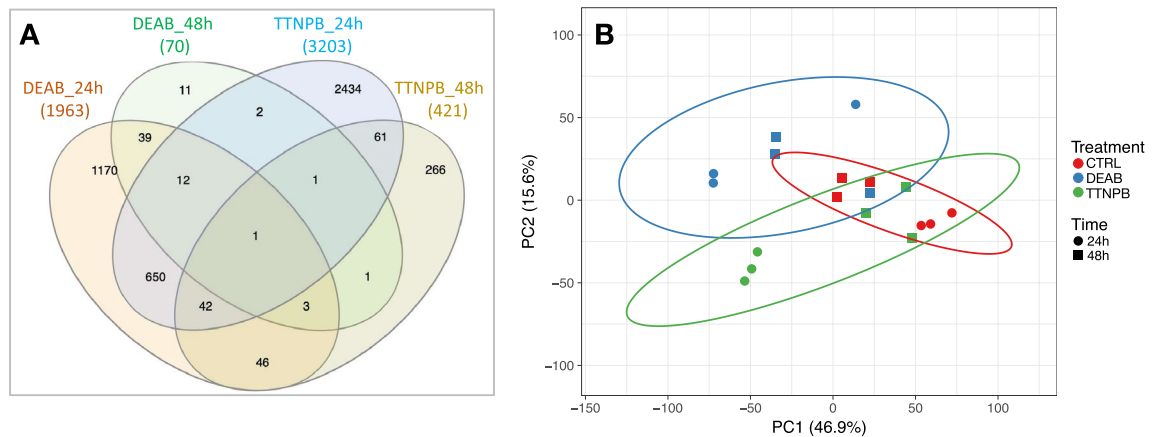 A
DEAB_48h
(70)
TTNPB_24h
(3203)
DEAB_24h
(1963)
TTNPB_48h
(421)
11
2434
2
39
61
1170
12
1
266
1
650
1
42
3
46
B
100
50
0
−50
−100
−150
−100
−50
0
50
100
PC1 (46.9%)
PC2 (15.6%)
Treatment
CTRL
DEAB
TTNPB
Time
24h
48h